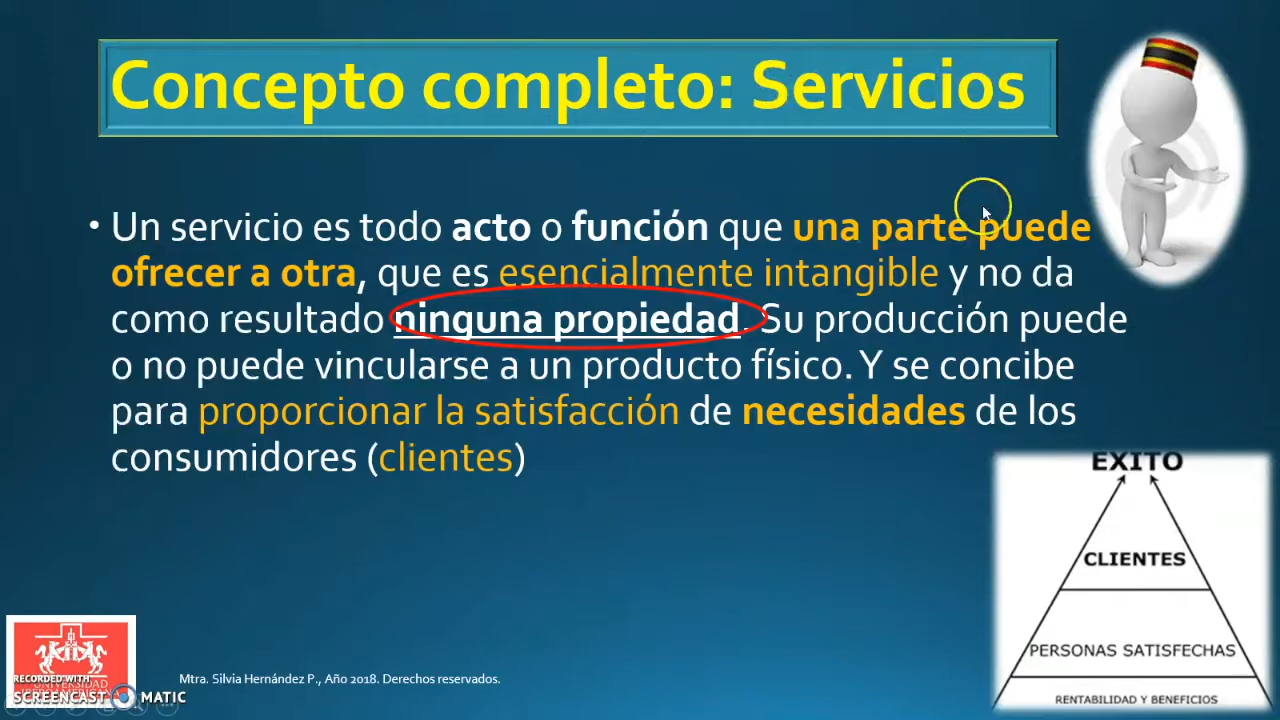 Concepto completo: Servicios
• Un servicio es todo acto o función que una parte puede
ofrecer a otra, que es esencialmente intangible y no da
como resultado ninguna propiedad. Su producción puede
o no puede vincularse a un producto físico. Y se concibe
para proporcionar la satisfacción de necesidades de los
consumidores (clientes)
EXITO
CLIENTES
PERSONAS SATISFECHAS
RENTABILIDAD Y BENEFICIOS
Mtra. Silvia Hernández P., Año 2018. Derechos reservados.
RECORDED WITH
UNIVERSIDAD
IBEROAMERICANA
SCREENCAST MATIC